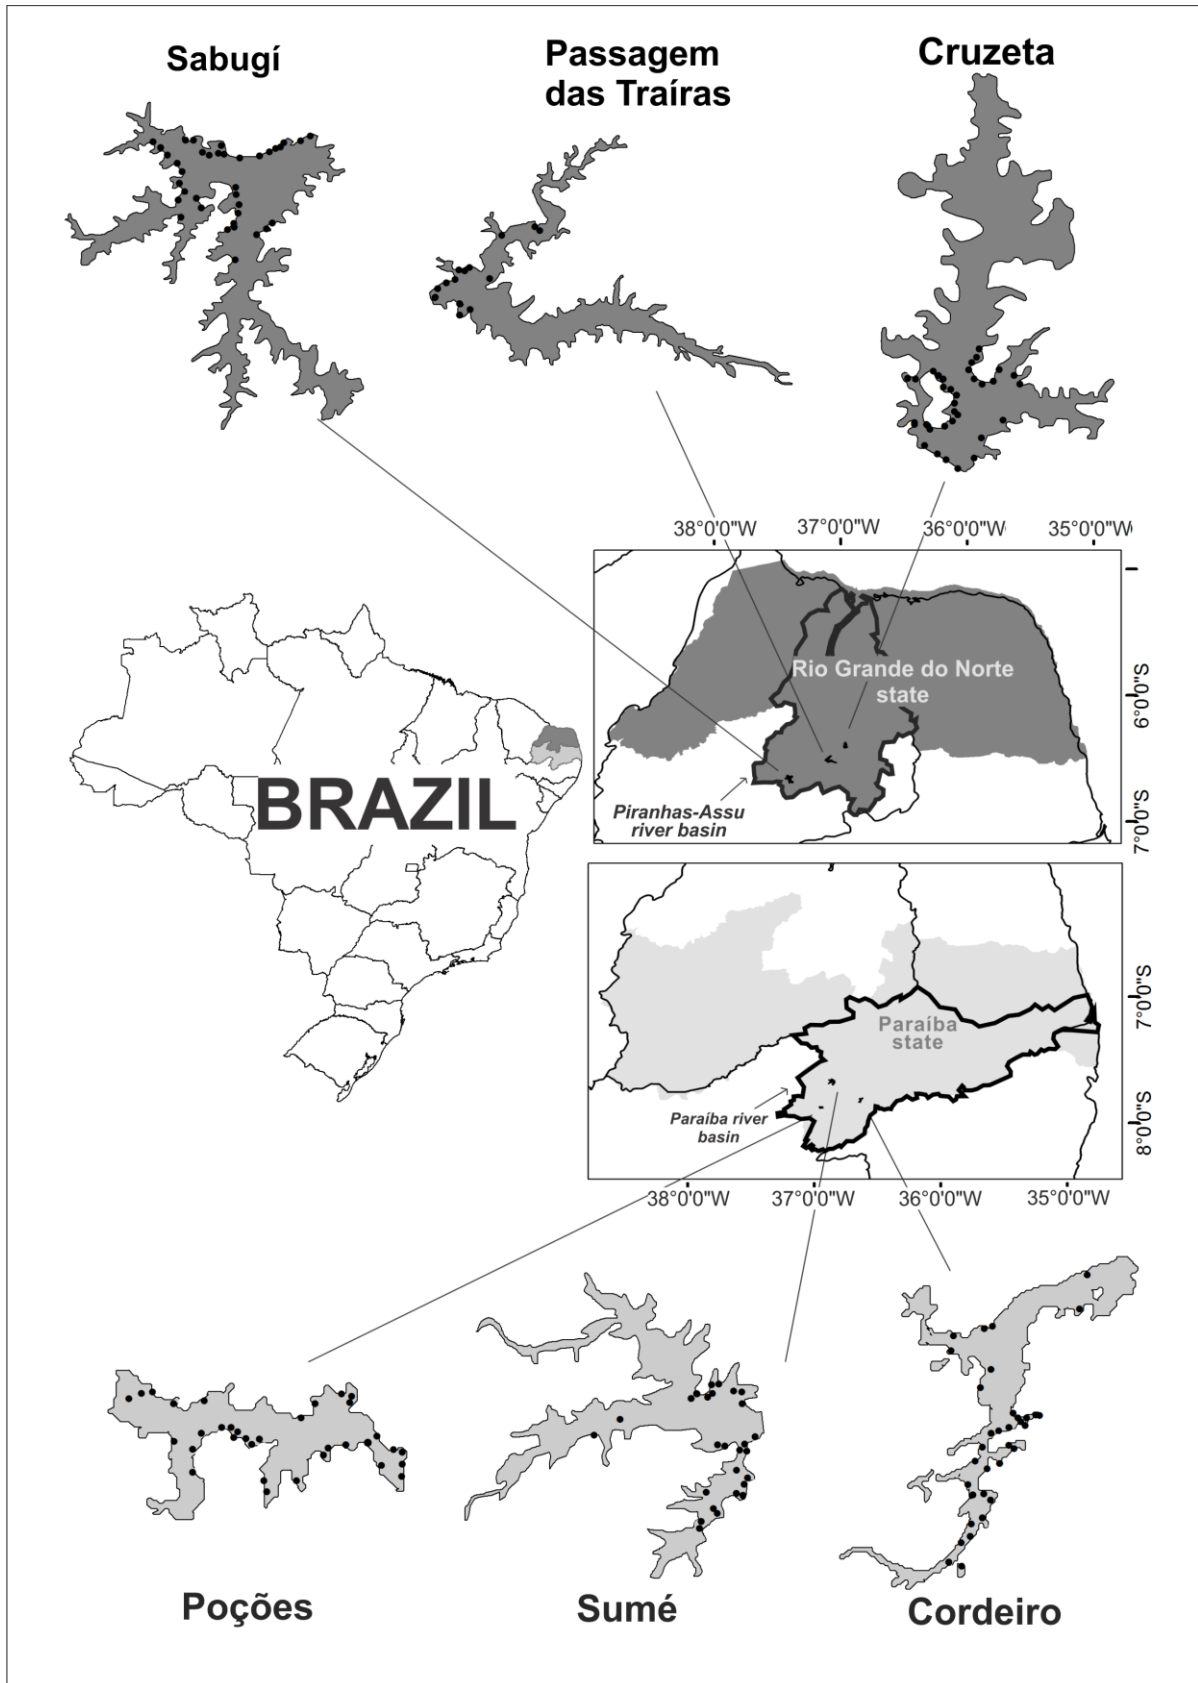 Sabugí
Passagem
das Traíras
Cruzeta
38°0'0"W
37°0'0"W
36°0'0"W
35°0'0"W
Rio Grande do Norte
state
6°0'0"S
7°0'0"S
Piranhas-Assu
river basin
BRAZIL
Paraíba
state
7°0'0"S
8°0'0"S
Paraíba river
basin
38°0'0"W
37°0'0"W
36°0'0"W
35°0'0"W
Poções
Sumé
Cordeiro